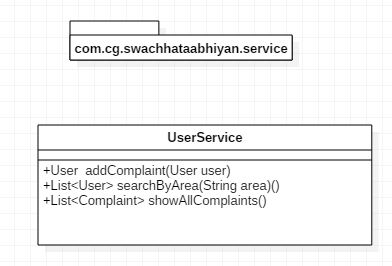 com.cg.swachhataabhiyan.service
UserService
+User  addComplaint(User user)
+List<User> searchByArea(String area)()
+List<Complaint> showAllComplaints()